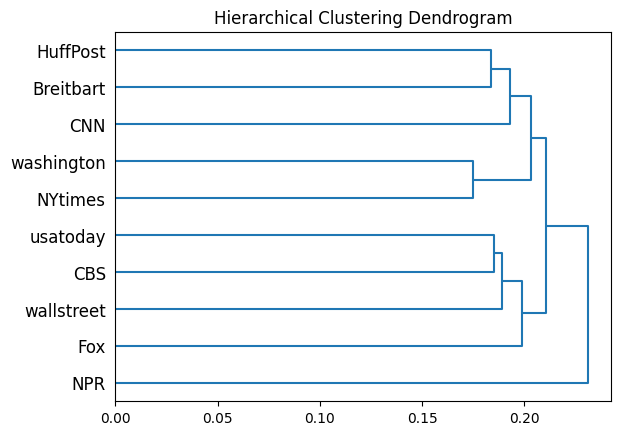 Hierarchical Clustering Dendrogram
HuffPost
Breitbart
CNN
washington
NYtimes
usatoday
CBS
wallstreet
Fox
NPR
0.00 0.05 0.10 0.15 0.20